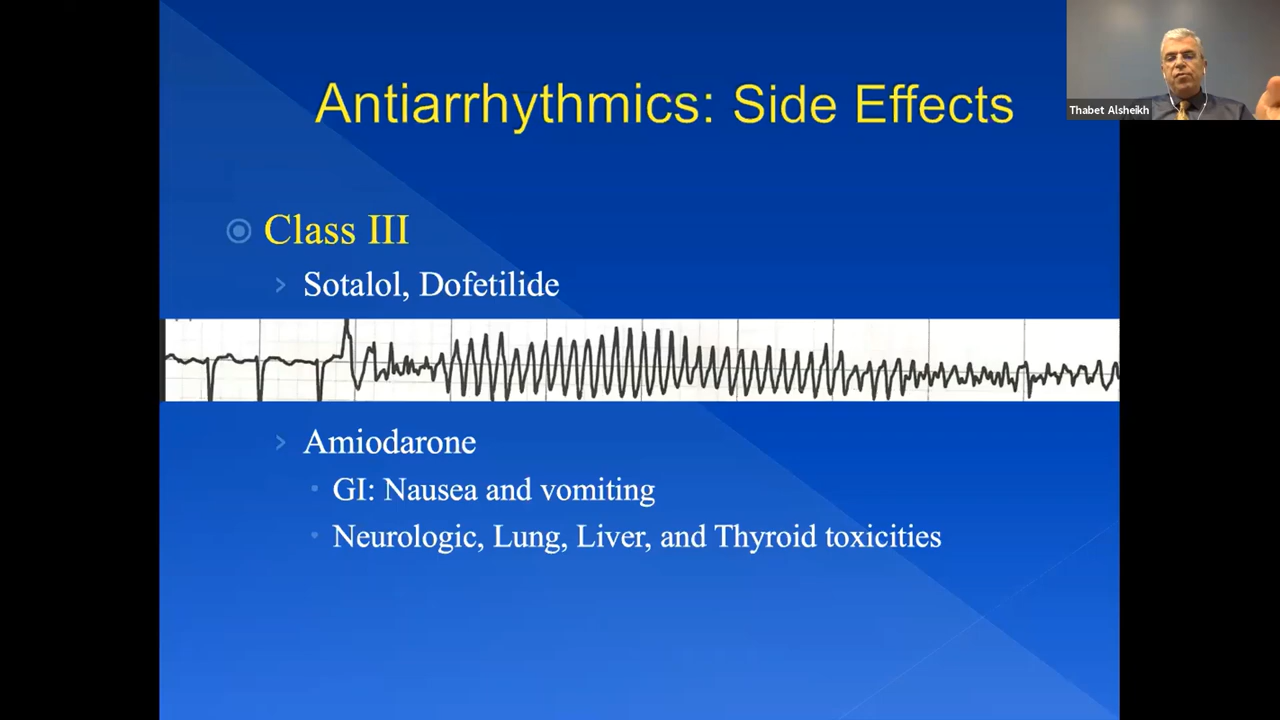 Antiarrhythmics: Side Effects
Thabet Alsheikh
Class III
Sotalol, Dofetilide
Amiodarone
GI: Nausea and vomiting
Neurologic, Lung, Liver, and Thyroid toxicities